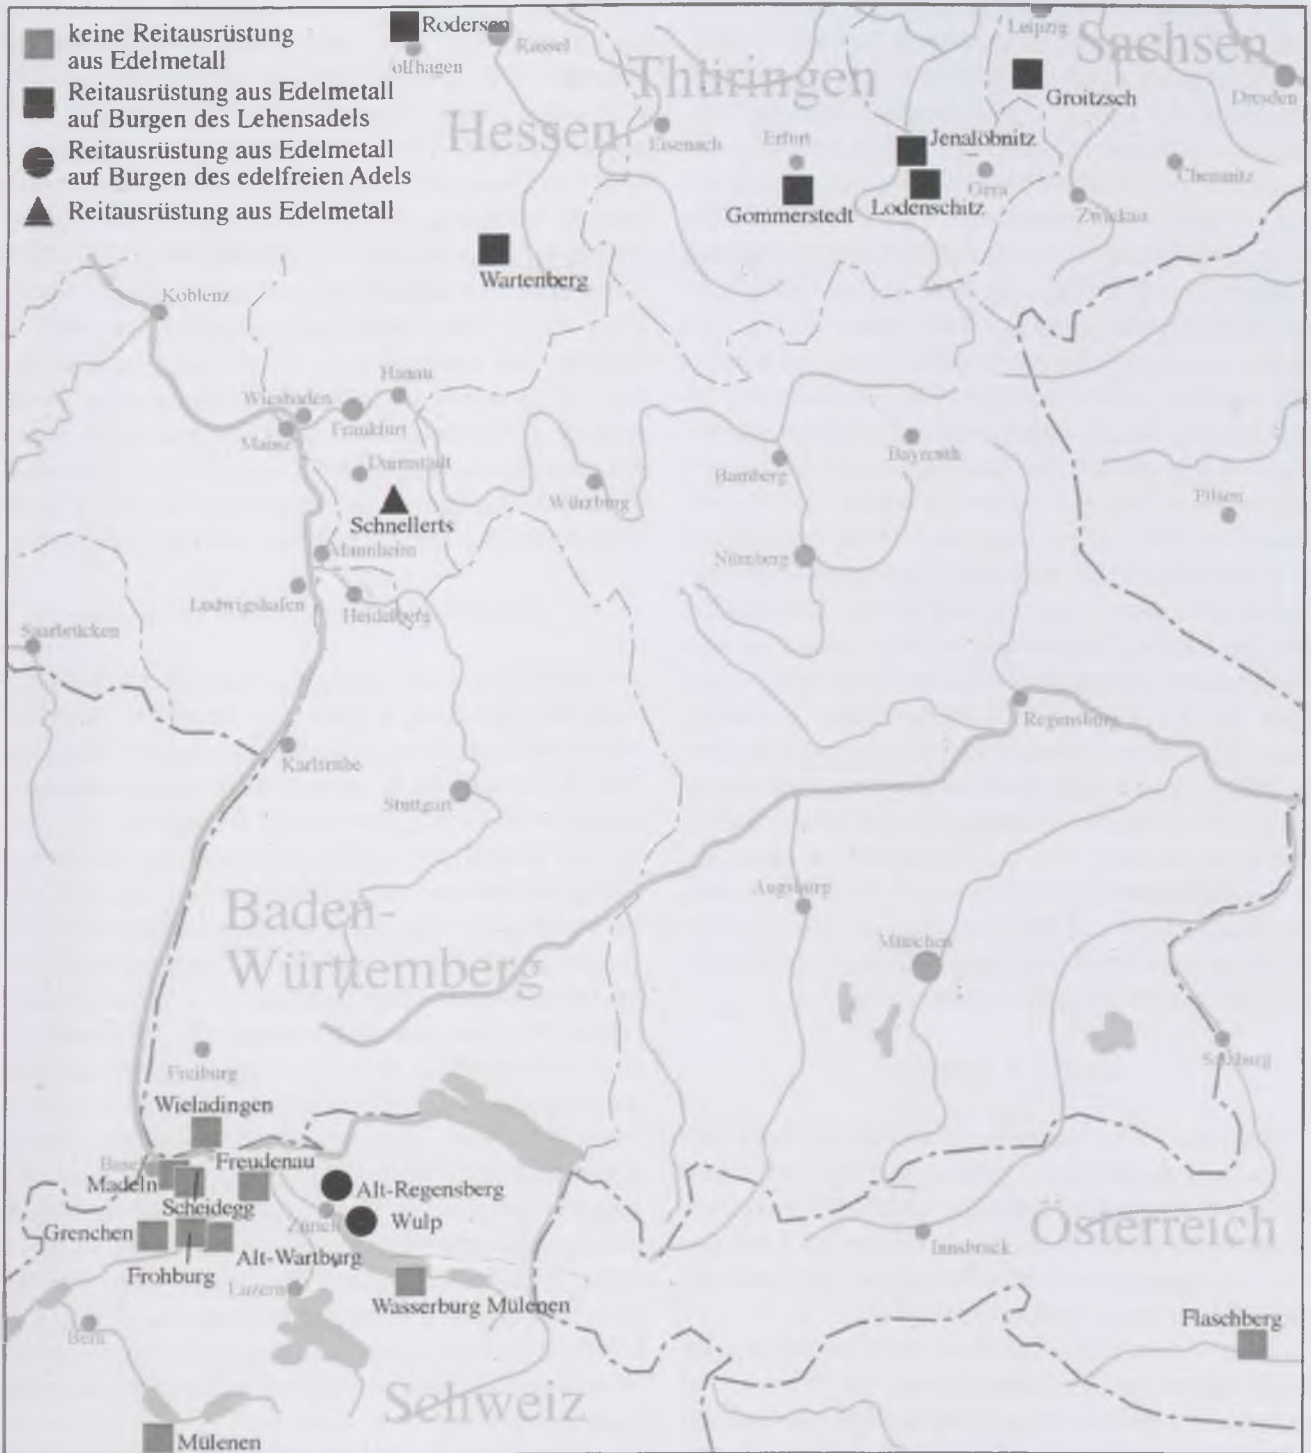 keine Reitausrüstung
aus Edelmetall
Reitausrüstung aus Edelmetall
auf Burgen des Lehensadels
Reitausrüstung aus Edelmetall
auf Burgen des edelfreien Adels
Reitausrüstung aus Edelmetall
Rodersen
olfhagen
Kassel
Hessen
Thüringen
Sachsen
Leipzig
Groitzsch
Dresden
Eisenach
Erfurt
Jenalöbnitz
Gera
Chemnitz
Gommerstedt
Lodenschitz
Zwickau
Wartenberg
Koblenz
Hanau
Wiesbaden
Mainz
Frankfurt
Darmstadt
Schnellerts
Würzburg
Bamberg
Bayreuth
Pilsen
Mannheim
Nürnberg
Ludwigshafen
Heidelberg
Saarbrücken
Regensburg
Karlsruhe
Stuttgart
Augsburg
Baden-
Württemberg
München
Salzburg
Freiburg
Wieladingen
Basel
Freudenau
Madeln
Alt-Regensberg
Scheidegg
Zürich
Wulp
Grenchen
Alt-Wartburg
Frohburg
Luzern
Wasserburg Mülenen
Österreich
Innsbruck
Bern
Flaschberg
Schweiz
Mülenen